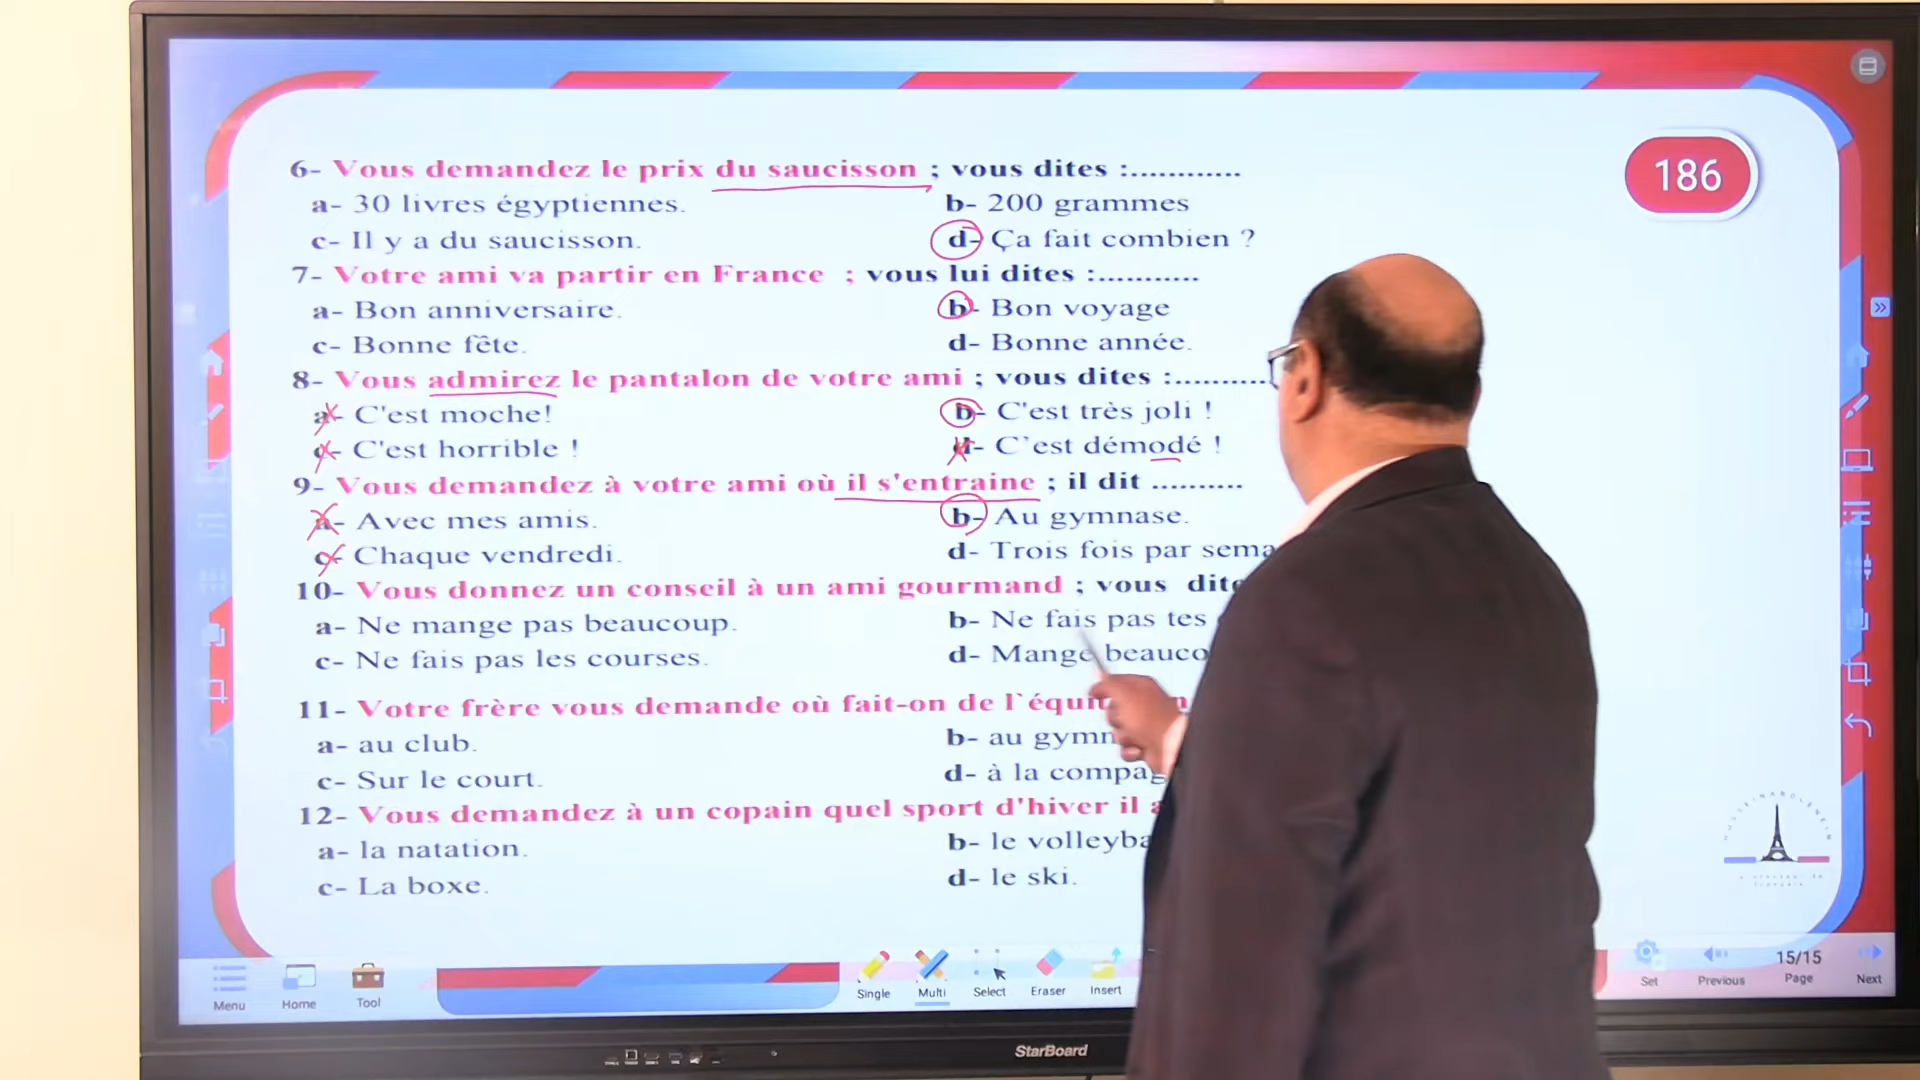 186
6- Vous demandez le prix du saucisson ; vous dites :............
a- 30 livres égyptiennes. b- 200 grammes
c- Il y a du saucisson. d- Ça fait combien ?
7- Votre ami va partir en France ; vous lui dites :...........
a- Bon anniversaire. b- Bon voyage
c- Bonne fête. d- Bonne année.
8- Vous admirez le pantalon de votre ami ; vous dites :..........
a- C'est moche! b- C'est très joli !
c- C'est horrible ! d- C’est démodé !
9- Vous demandez à votre ami où il s'entraine ; il dit ..........
a- Avec mes amis. b- Au gymnase.
c- Chaque vendredi. d- Trois fois par sema
10- Vous donnez un conseil à un ami gourmand ; vous dite
a- Ne mange pas beaucoup. b- Ne fais pas tes
c- Ne fais pas les courses. d- Mange beauco
11- Votre frère vous demande où fait-on de l`équi
a- au club. b- au gymn
c- Sur le court. d- à la compag
12- Vous demandez à un copain quel sport d'hiver il a
a- la natation. b- le volleyba
c- La boxe. d- le ski.
Menu Home Tool Single Multi Select Eraser Insert Set Previous 15/15 Page Next
StarBoard